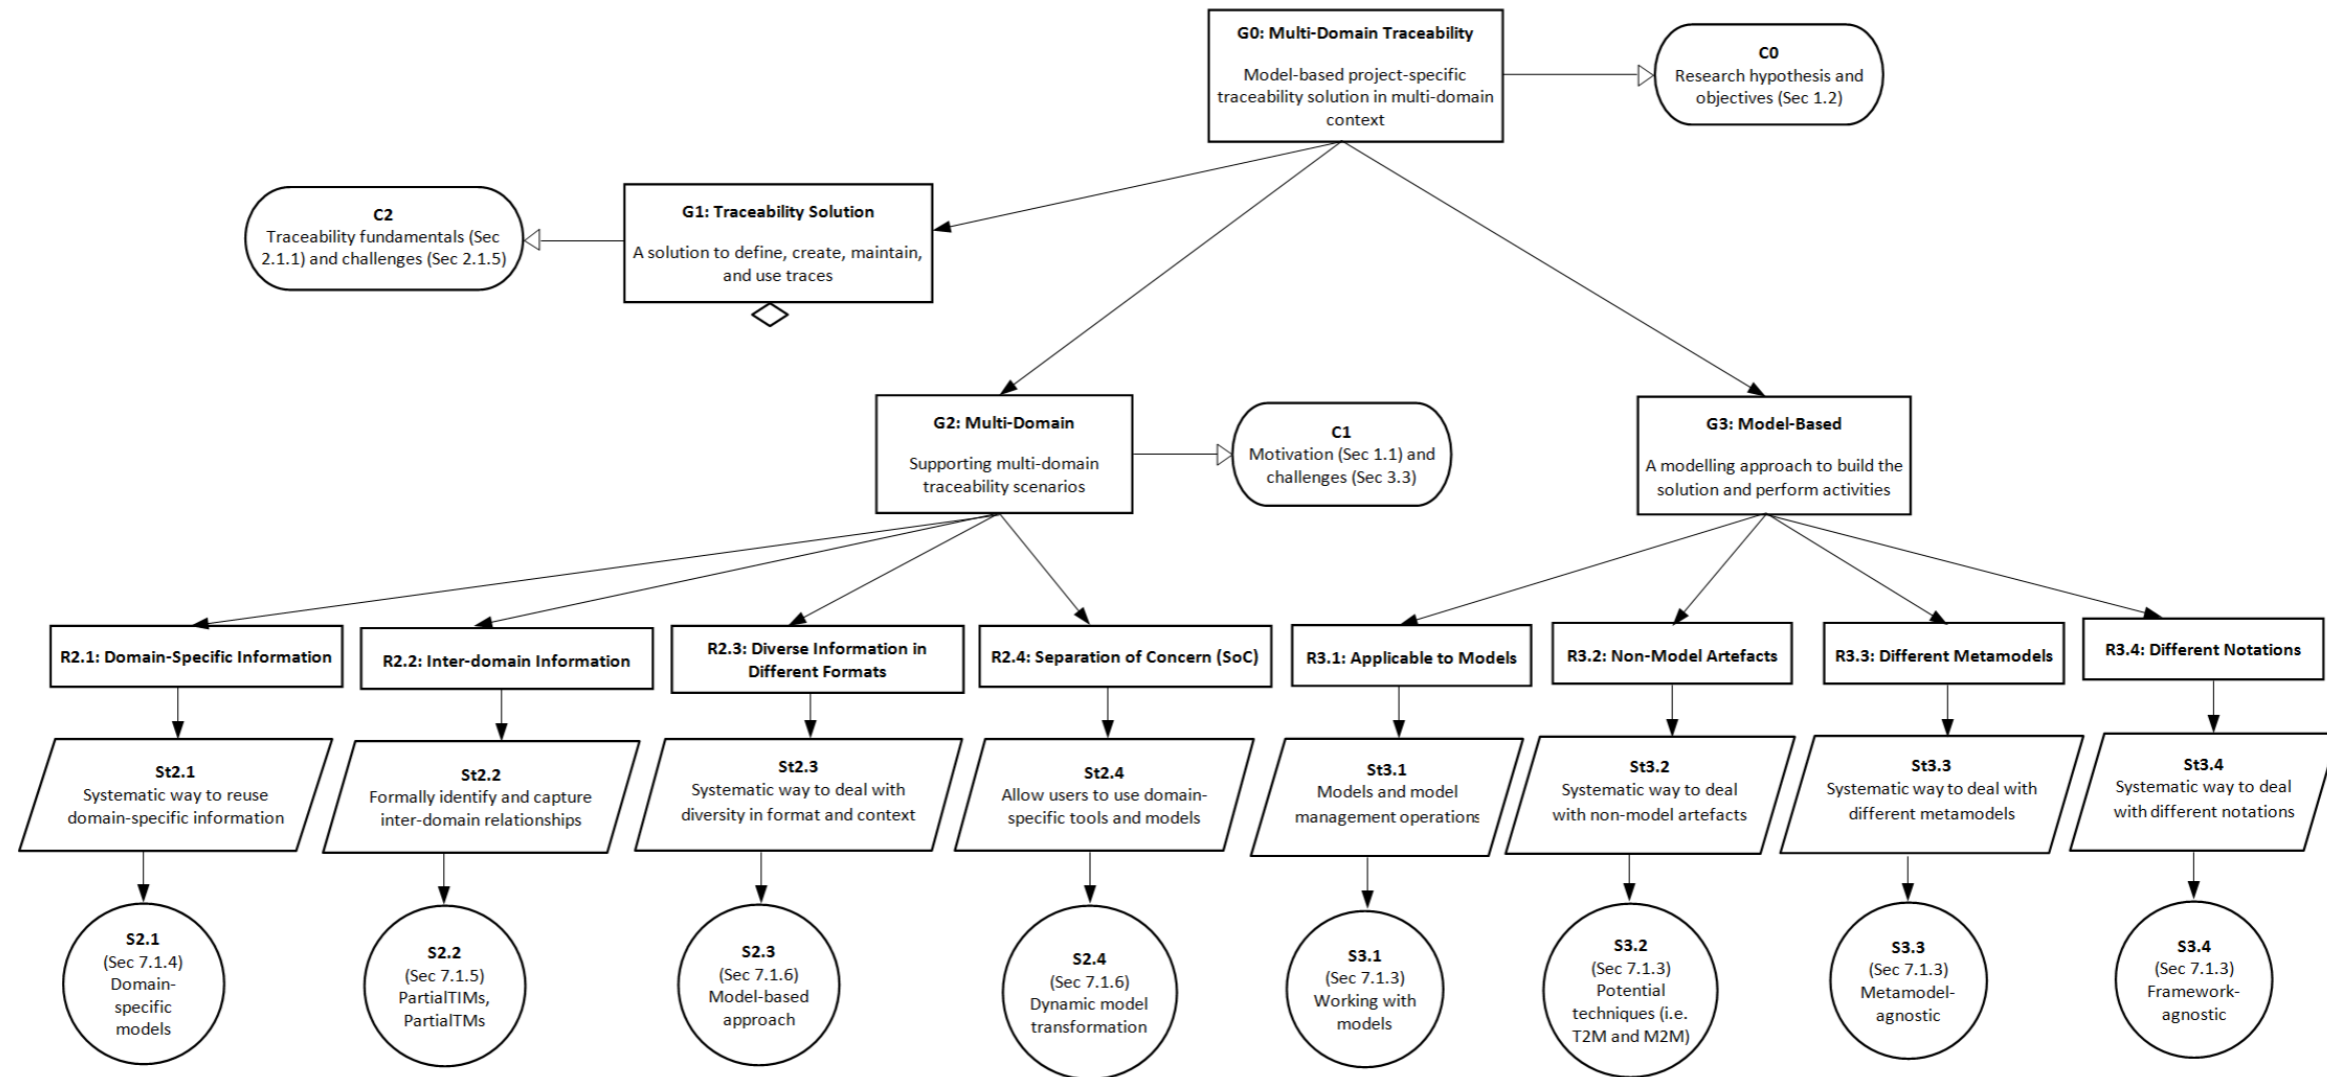 G0: Multi-Domain Traceability
Model-based project-specific
traceability solution in multi-domain
context
C0
Research hypothesis and
objectives (Sec 1.2)
C2
Traceability fundamentals (Sec
2.1.1) and challenges (Sec 2.1.5)
G1: Traceability Solution
A solution to define, create, maintain,
and use traces
G2: Multi-Domain
Supporting multi-domain
traceability scenarios
C1
Motivation (Sec 1.1) and
challenges (Sec 3.3)
G3: Model-Based
A modelling approach to build the
solution and perform activities
R2.1: Domain-Specific Information
R2.2: Inter-domain Information
R2.3: Diverse Information in
Different Formats
R2.4: Separation of Concern (SoC)
R3.1: Applicable to Models
R3.2: Non-Model Artefacts
R3.3: Different Metamodels
R3.4: Different Notations
St2.1
Systematic way to reuse
domain-specific information
St2.2
Formally identify and capture
inter-domain relationships
St2.3
Systematic way to deal with
diversity in format and context
St2.4
Allow users to use domain-
specific tools and models
St3.1
Models and model
management operations
St3.2
Systematic way to deal
with non-model artefacts
St3.3
Systematic way to deal with
different metamodels
St3.4
Systematic way to deal
with different notations
S2.1
(Sec 7.1.4)
Domain-
specific
models
S2.2
(Sec 7.1.5)
PartialTIMs,
PartialTMs
S2.3
(Sec 7.1.6)
Model-based
approach
S2.4
(Sec 7.1.6)
Dynamic model
transformation
S3.1
(Sec 7.1.3)
Working with
models
S3.2
(Sec 7.1.3)
Potential
techniques (i.e.
T2M and M2M)
S3.3
(Sec 7.1.3)
Metamodel-
agnostic
S3.4
(Sec 7.1.3)
Framework-
agnostic